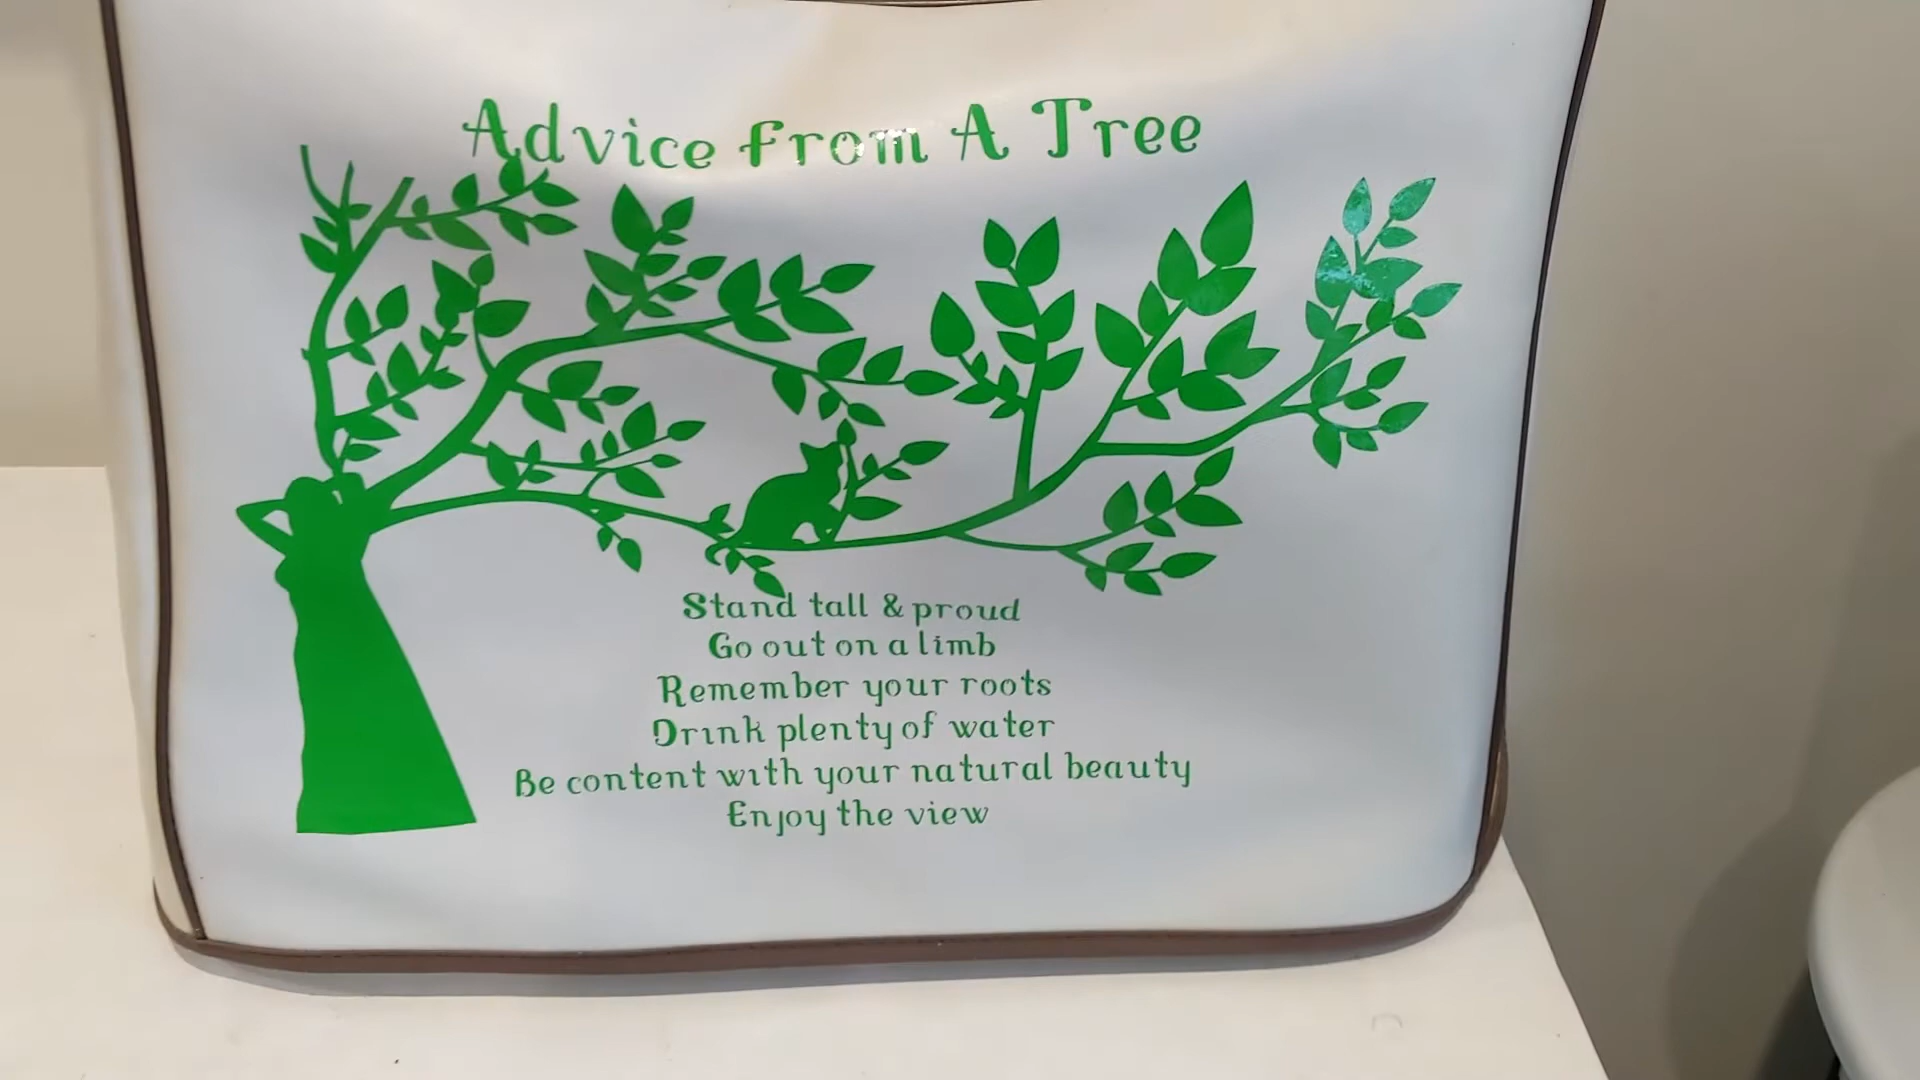 Advice from A Tree
Stand tall & proud
Go out on a limb
Remember your roots
Drink plenty of water
Be content with your natural beauty
Enjoy the view